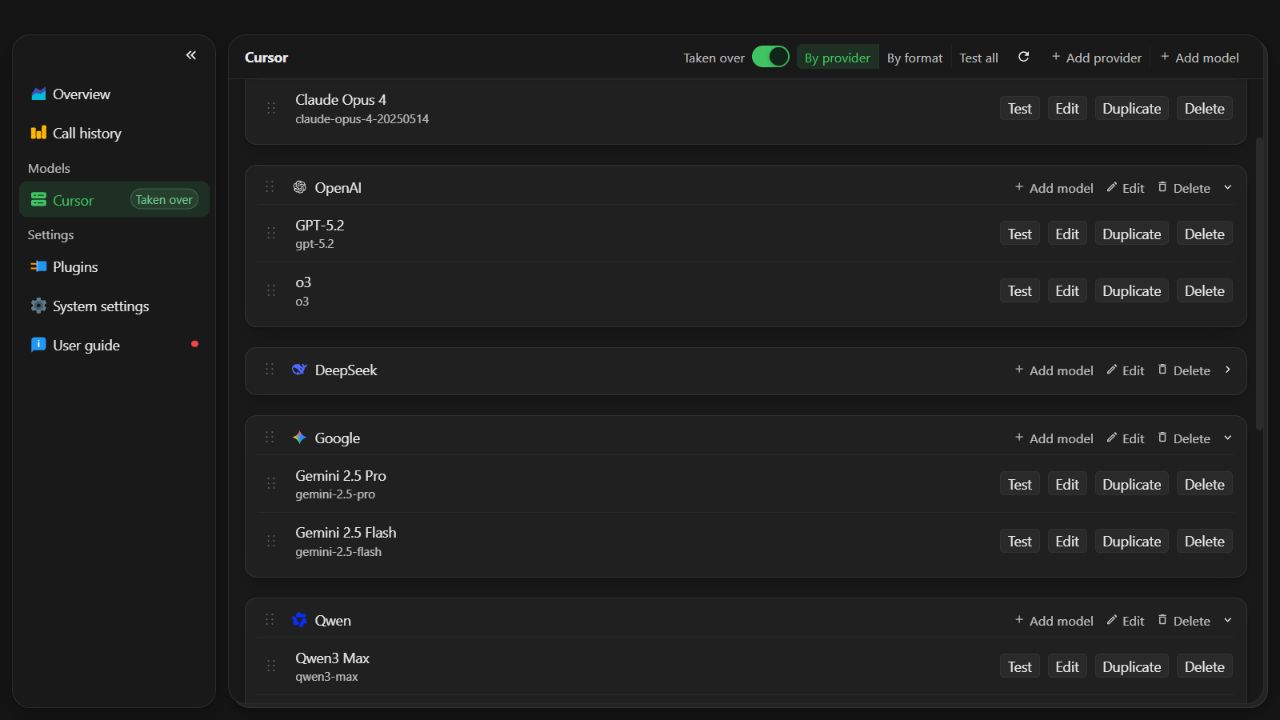 Overview
Call history
Models
Cursor Taken over
Settings
Plugins
System settings
User guide
Cursor Taken over By provider By format Test all + Add provider + Add model
Claude Opus 4
claude-opus-4-20250514
Test Edit Duplicate Delete
OpenAI + Add model Edit Delete
GPT-5.2
gpt-5.2
Test Edit Duplicate Delete
o3
o3
Test Edit Duplicate Delete
DeepSeek + Add model Edit Delete
Google + Add model Edit Delete
Gemini 2.5 Pro
gemini-2.5-pro
Test Edit Duplicate Delete
Gemini 2.5 Flash
gemini-2.5-flash
Test Edit Duplicate Delete
Qwen + Add model Edit Delete
Qwen3 Max
qwen3-max
Test Edit Duplicate Delete